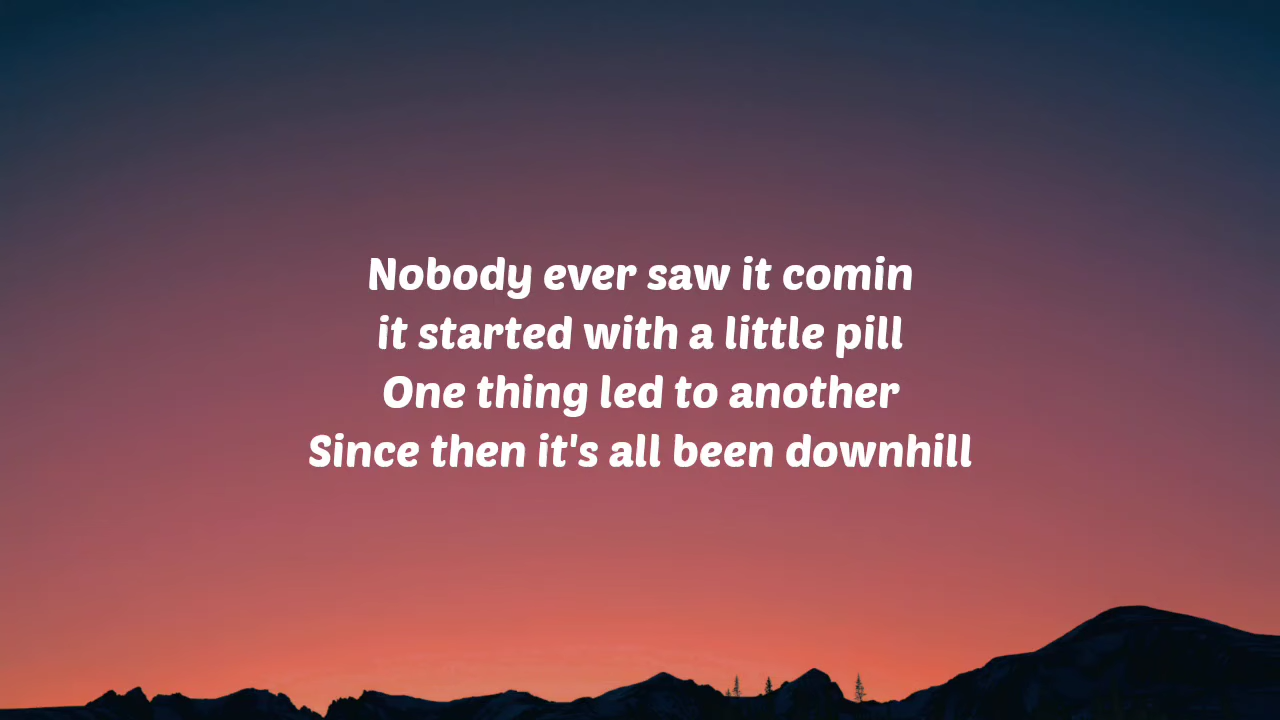 Nobody ever saw it comin
it started with a little pill
One thing led to another
Since then it's all been downhill